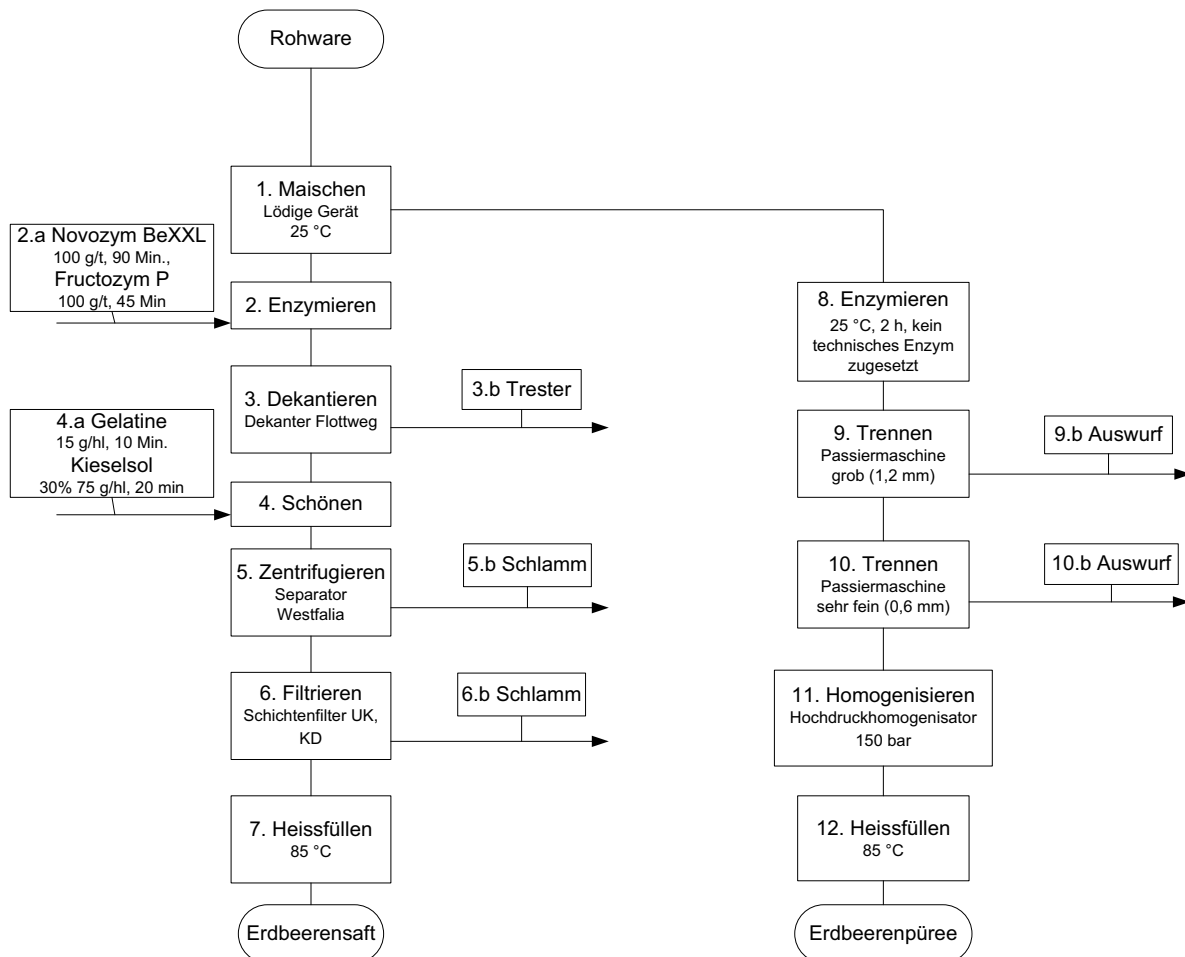 Rohware
1. Maischen
Lödige Gerät
25 °C
2.a Novozym BeXXL
100 g/t, 90 Min.,
Fructozym P
100 g/t, 45 Min
2. Enzymieren
3. Dekantieren
Dekanter Flottweg
3.b Trester
4.a Gelatine
15 g/hl, 10 Min.
Kieselsol
30% 75 g/hl, 20 min
4. Schönen
5. Zentrifugieren
Separator
Westfalia
5.b Schlamm
6. Filtrieren
Schichtenfilter UK,
KD
6.b Schlamm
7. Heissfüllen
85 °C
Erdbeerensaft
8. Enzymieren
25 °C, 2 h, kein
technisches Enzym
zugesetzt
9. Trennen
Passiermaschine
grob (1,2 mm)
9.b Auswurf
10. Trennen
Passiermaschine
sehr fein (0,6 mm)
10.b Auswurf
11. Homogenisieren
Hochdruckhomogenisator
150 bar
12. Heissfüllen
85 °C
Erdbeerenpüree